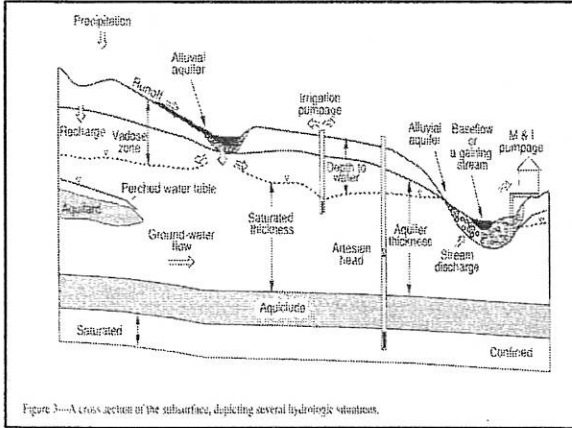 Precipitation
Alluvial
aquifer
Runoff
Irrigation
pumpage
Alluvial
aquifer
Baseflow
or
a gaining
stream
M & I
pumpage
Recharge
Vadose
zone
Depth to
water
Perched water table
Aquitard
Saturated
thickness
Aquifer
thickness
Ground-water
flow
Artesian
head
Stream
discharge
Aquiclude
Saturated
Confined
Figure 3—A cross section of the subsurface, depicting several hydrologic situations.